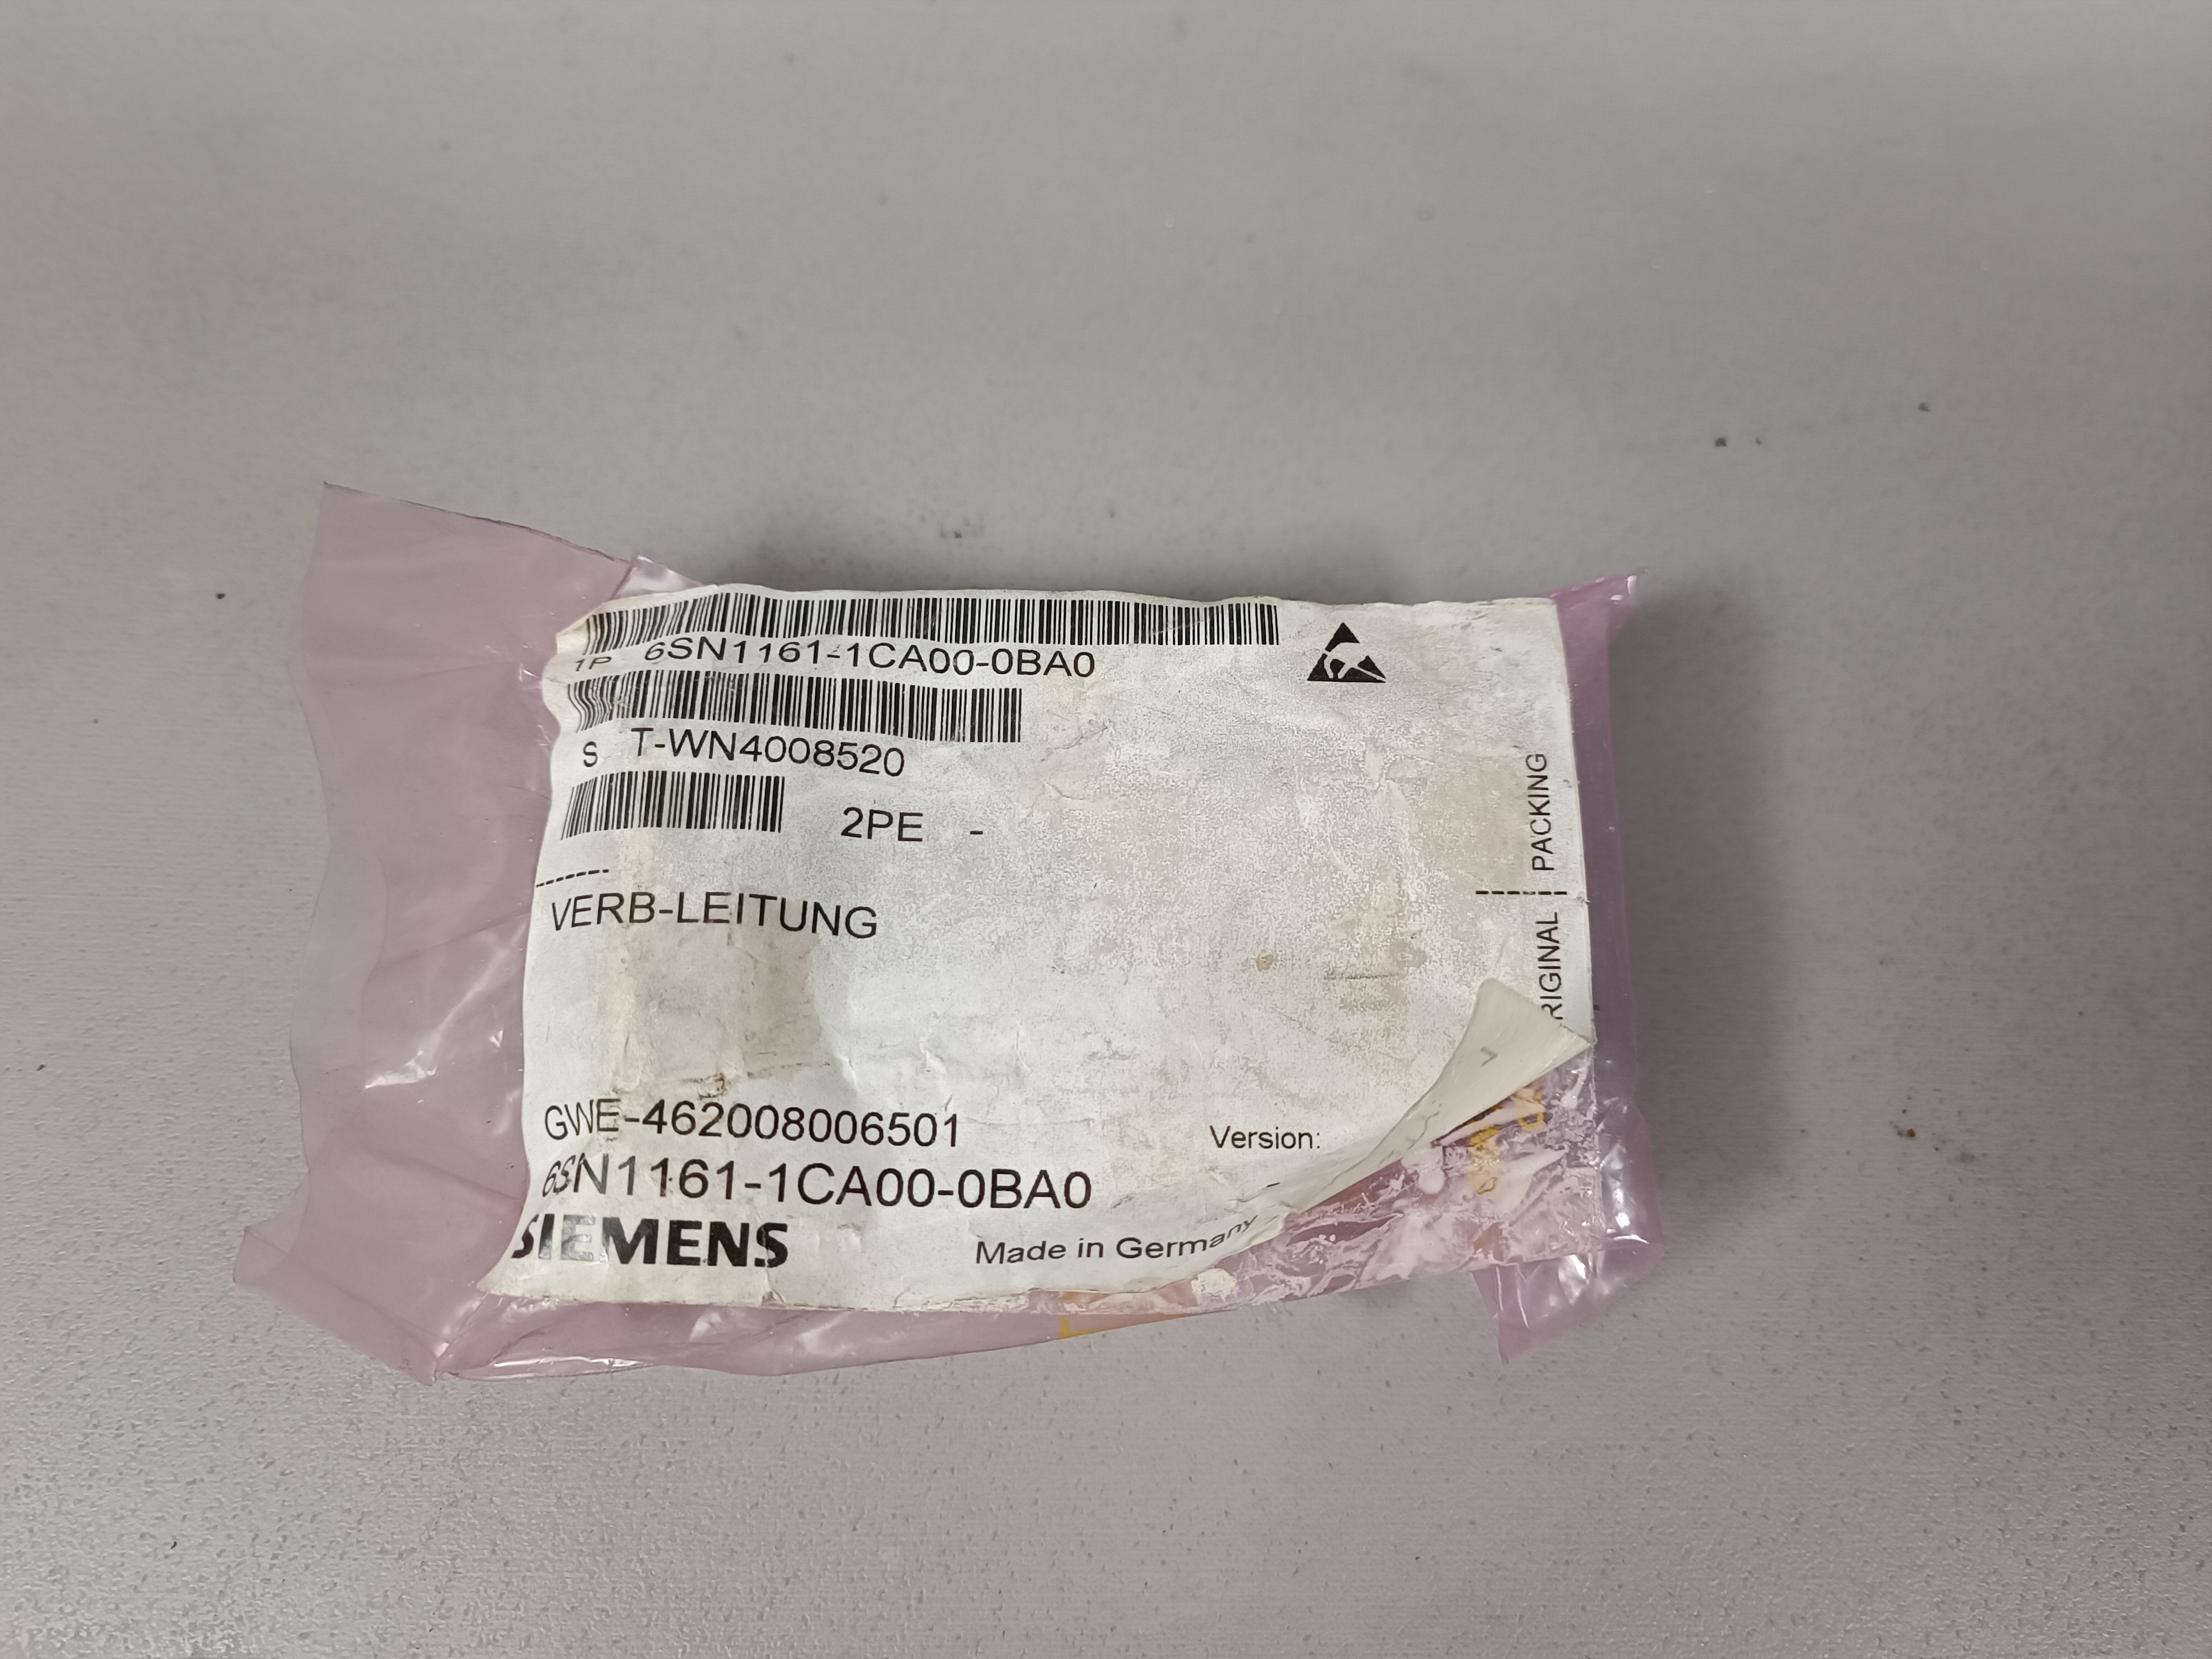 1P 6SN1161-1CA00-0BA0
S T-WN4008520
2PE -
VERB-LEITUNG
RIGINAL PACKING
GWE-462008006501
Version:
6SN1161-1CA00-0BA0
SIEMENS
Made in Germany